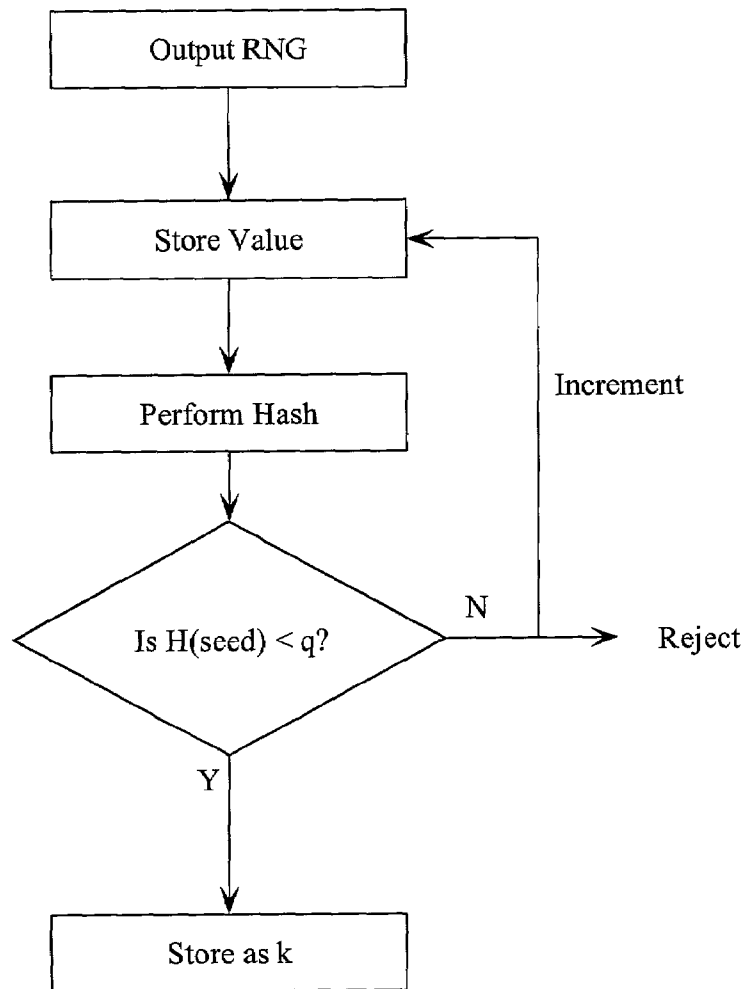 Output RNG
Store Value
Perform Hash
Increment
Is H(seed) < q?
N
Reject
Y
Store as k